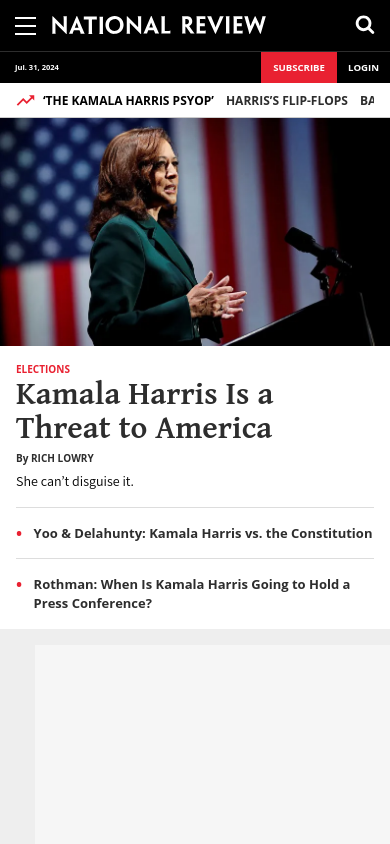 NATIONAL REVIEW
Jul. 31, 2024
SUBSCRIBE
LOGIN
‘THE KAMALA HARRIS PSYOP’ HARRIS’S FLIP-FLOPS BA
ELECTIONS
Kamala Harris Is a
Threat to America
By RICH LOWRY
She can’t disguise it.
• Yoo & Delahunty: Kamala Harris vs. the Constitution
• Rothman: When Is Kamala Harris Going to Hold a
Press Conference?